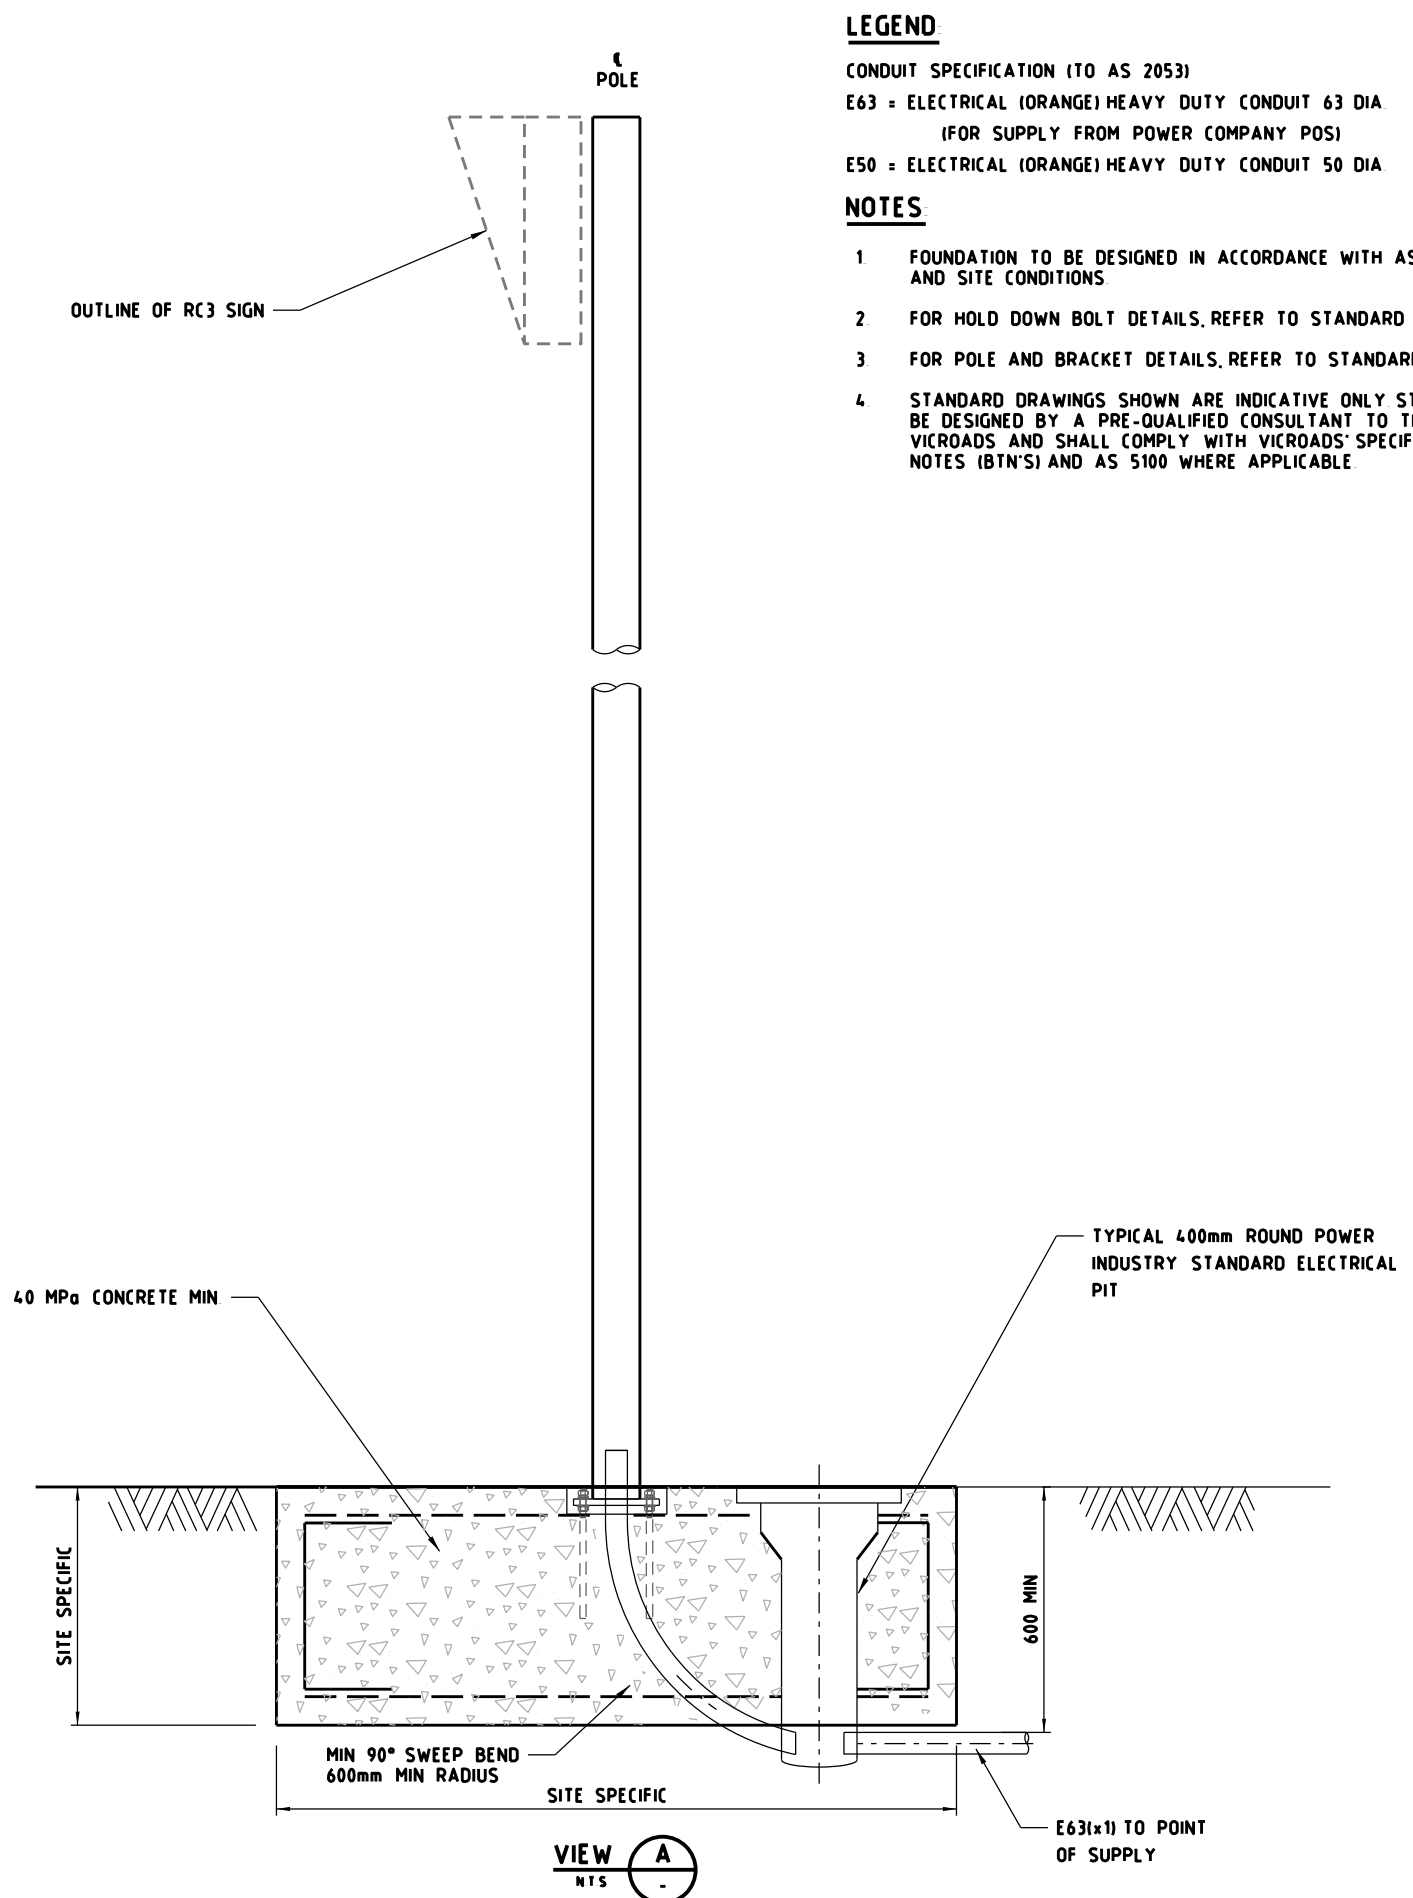 LEGEND
CONDUIT SPECIFICATION (TO AS 2053)
E63 = ELECTRICAL (ORANGE) HEAVY DUTY CONDUIT 63 DIA.
(FOR SUPPLY FROM POWER COMPANY POS)
E50 = ELECTRICAL (ORANGE) HEAVY DUTY CONDUIT 50 DIA.
NOTES
1. FOUNDATION TO BE DESIGNED IN ACCORDANCE WITH AS
AND SITE CONDITIONS.
2. FOR HOLD DOWN BOLT DETAILS, REFER TO STANDARD
3. FOR POLE AND BRACKET DETAILS, REFER TO STANDARD
4. STANDARD DRAWINGS SHOWN ARE INDICATIVE ONLY. ST
BE DESIGNED BY A PRE-QUALIFIED CONSULTANT TO
VICROADS AND SHALL COMPLY WITH VICROADS' SPECIF
NOTES (BTN'S) AND AS 5100 WHERE APPLICABLE.
℄
POLE
OUTLINE OF RC3 SIGN
TYPICAL 400mm ROUND POWER
INDUSTRY STANDARD ELECTRICAL
PIT
40 MPa CONCRETE MIN.
SITE SPECIFIC
600 MIN
MIN 90° SWEEP BEND
600mm MIN RADIUS
SITE SPECIFIC
E63(x1) TO POINT
OF SUPPLY
VIEW A
NTS -